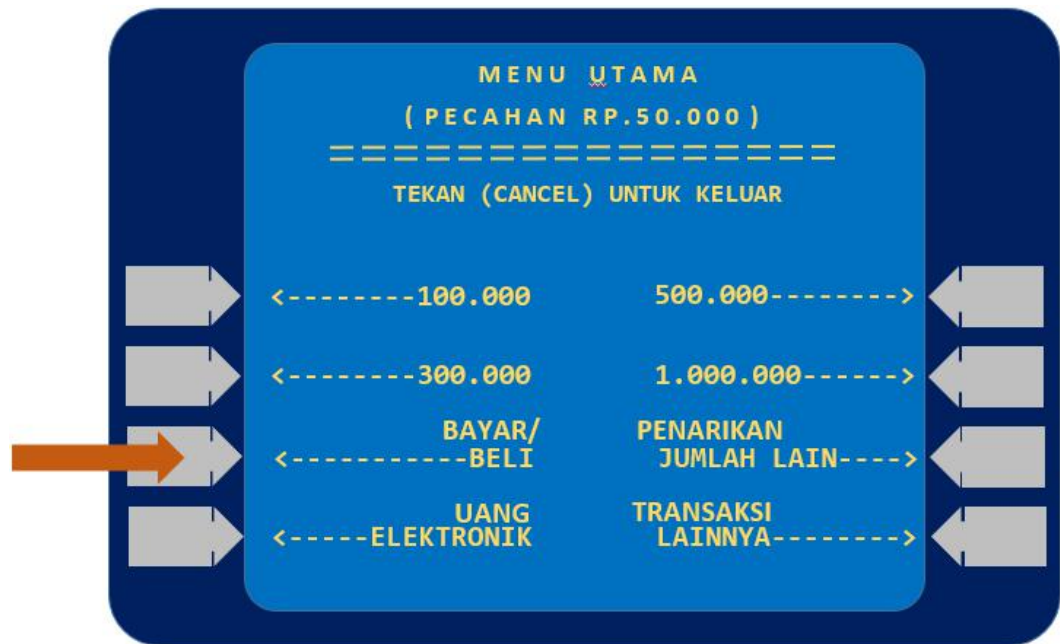 MENU UTAMA
( PECAHAN RP.50.000 )
================
TEKAN (CANCEL) UNTUK KELUAR
<--------100.000 500.000-------->
<--------300.000 1.000.000------>
BAYAR/ PENARIKAN
<-----------BELI JUMLAH LAIN---->
UANG TRANSAKSI
<-----ELEKTRONIK LAINNYA-------->